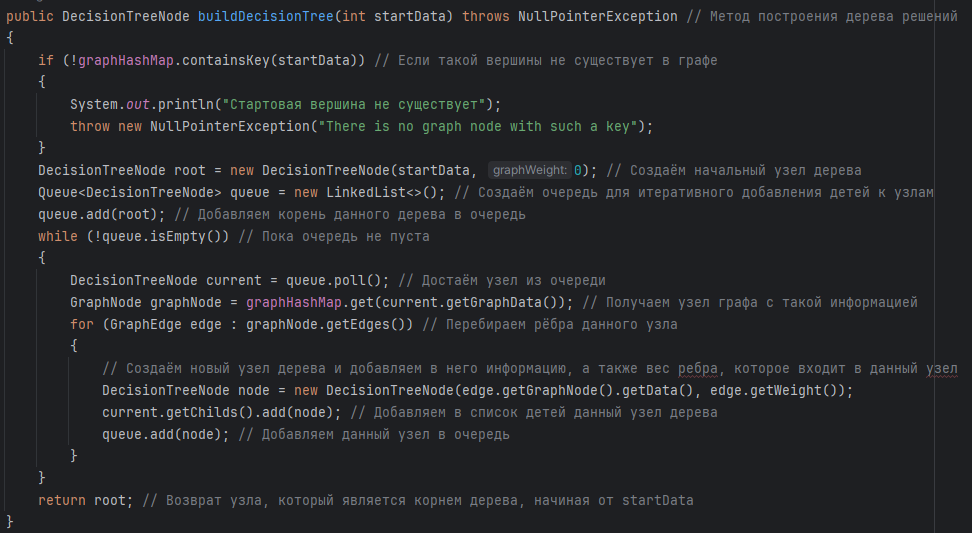 public DecisionTreeNode buildDecisionTree(int startData) throws NullPointerException // Метод построения дерева решений
{
    if (!graphHashMap.containsKey(startData)) // Если такой вершины не существует в графе
    {
        System.out.println("Стартовая вершина не существует");
        throw new NullPointerException("There is no graph node with such a key");
    }
    DecisionTreeNode root = new DecisionTreeNode(startData, graphWeight: 0); // Создаём начальный узел дерева
    Queue<DecisionTreeNode> queue = new LinkedList<>(); // Создаём очередь для итеративного добавления детей к узлам
    queue.add(root); // Добавляем корень данного дерева в очередь
    while (!queue.isEmpty()) // Пока очередь не пуста
    {
        DecisionTreeNode current = queue.poll(); // Достаём узел из очереди
        GraphNode graphNode = graphHashMap.get(current.getGraphData()); // Получаем узел графа с такой информацией
        for (GraphEdge edge : graphNode.getEdges()) // Перебираем рёбра данного узла
        {
            // Создаём новый узел дерева и добавляем в него информацию, а также вес ребра, которое входит в данный узел
            DecisionTreeNode node = new DecisionTreeNode(edge.getGraphNode().getData(), edge.getWeight());
            current.getChilds().add(node); // Добавляем в список детей данный узел дерева
            queue.add(node); // Добавляем данный узел в очередь
        }
    }
    return root; // Возврат узла, который является корнем дерева, начиная от startData
}